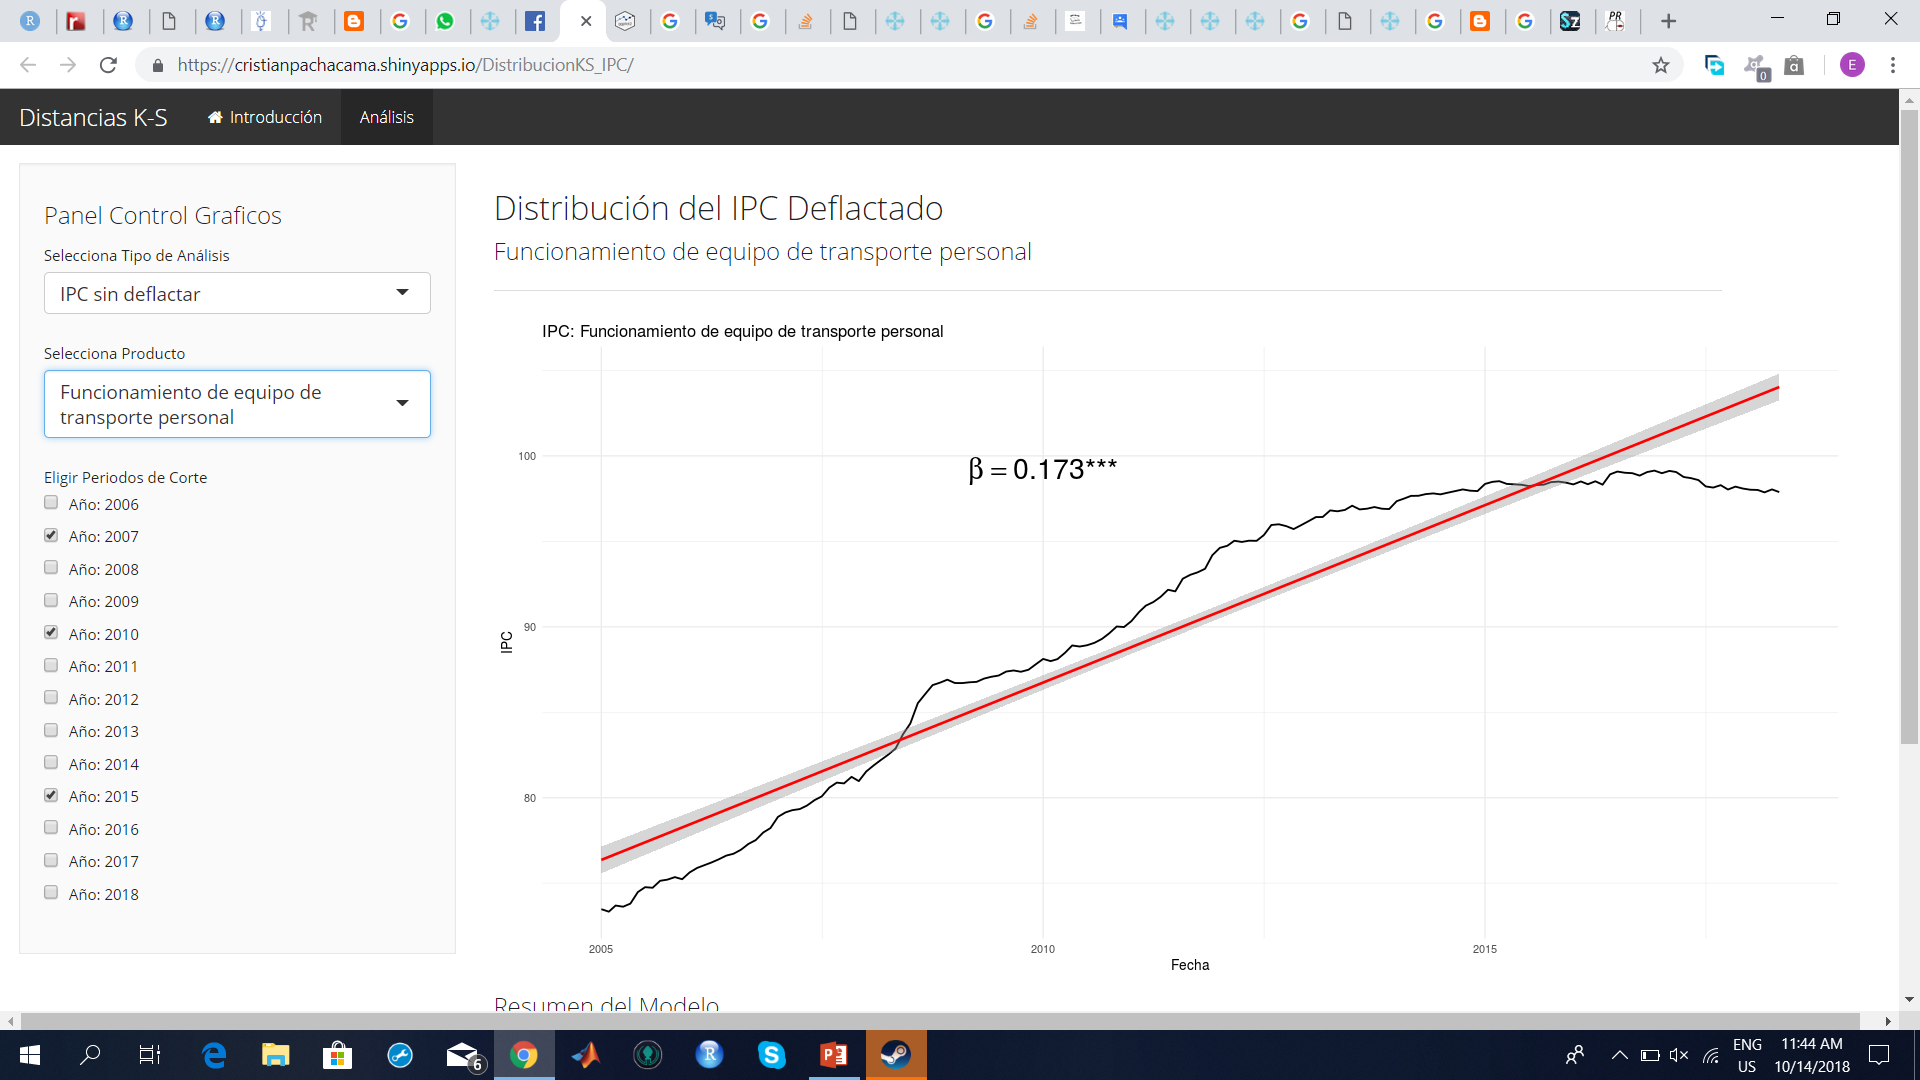 https://cristianpachacama.shinyapps.io/DistribucionKS_IPC/
0
a
E
Distancias K-S
Introducción
Análisis
Panel Control Graficos
Selecciona Tipo de Análisis
IPC sin deflactar
Selecciona Producto
Funcionamiento de equipo de
transporte personal
Eligir Periodos de Corte
Año: 2006
Año: 2007
Año: 2008
Año: 2009
Año: 2010
Año: 2011
Año: 2012
Año: 2013
Año: 2014
Año: 2015
Año: 2016
Año: 2017
Año: 2018
Distribución del IPC Deflactado
Funcionamiento de equipo de transporte personal
IPC: Funcionamiento de equipo de transporte personal
β = 0.173***
100
90
80
IPC
2005
2010
2015
Fecha
Resumen del Modelo
6
ENG
US
11:44 AM
10/14/2018